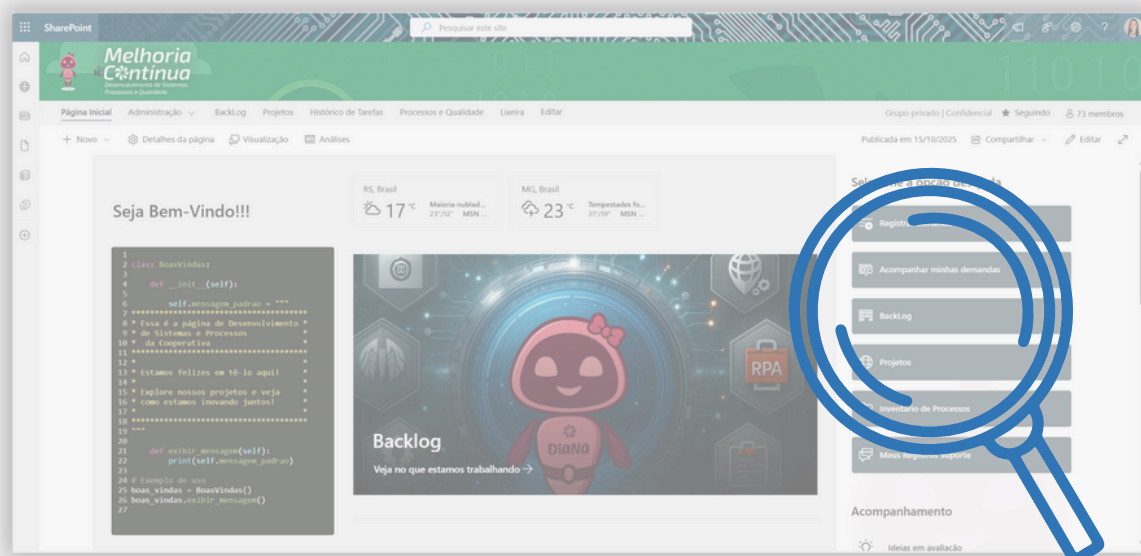 SharePoint
Pesquisar este site
?
Melhoria
Contínua
Desenvolvimento de Sistemas
Processos e Qualidade
Página Inicial Administração BackLog Projetos Histórico de Tarefas Processos e Qualidade Lixeira Editar
Grupo privado | Confidencial Seguindo 73 membros
+ Novo Detalhes da página Visualização Análises
Publicada em 15/10/2025 Compartilhar Editar
Seja Bem-Vindo!!!
RS, Brasil
17 °C
Maioria nublad...
23°/12° MSN ...
MG, Brasil
23 °C
Tempestades fo...
31°/19° MSN ...
1
2 class BoasVindas:
3
4 def __init__(self):
5
6 self.mensagem_padrao = """
7 **************************************
8 * Essa é a página de Desenvolvimento *
9 * de Sistemas e Processos *
10 * da Cooperativa *
11 **************************************
12 * *
13 * Estamos felizes em tê-lo aqui! *
14 * *
15 * Explore nossos projetos e veja *
16 * como estamos inovando juntos! *
17 * *
18 **************************************
19 """
20
21 def exibir_mensagem(self):
22 print(self.mensagem_padrao)
23
24 # Exemplo de uso
25 boas_vindas = BoasVindas()
26 boas_vindas.exibir_mensagem()
27
RPA
DIaNA
Backlog
Veja no que estamos trabalhando →
a opção
Acompanhar minhas demandas
BackLog
Projetos
Inventario de Processos
Meus Suporte
Acompanhamento
Ideias em avaliação